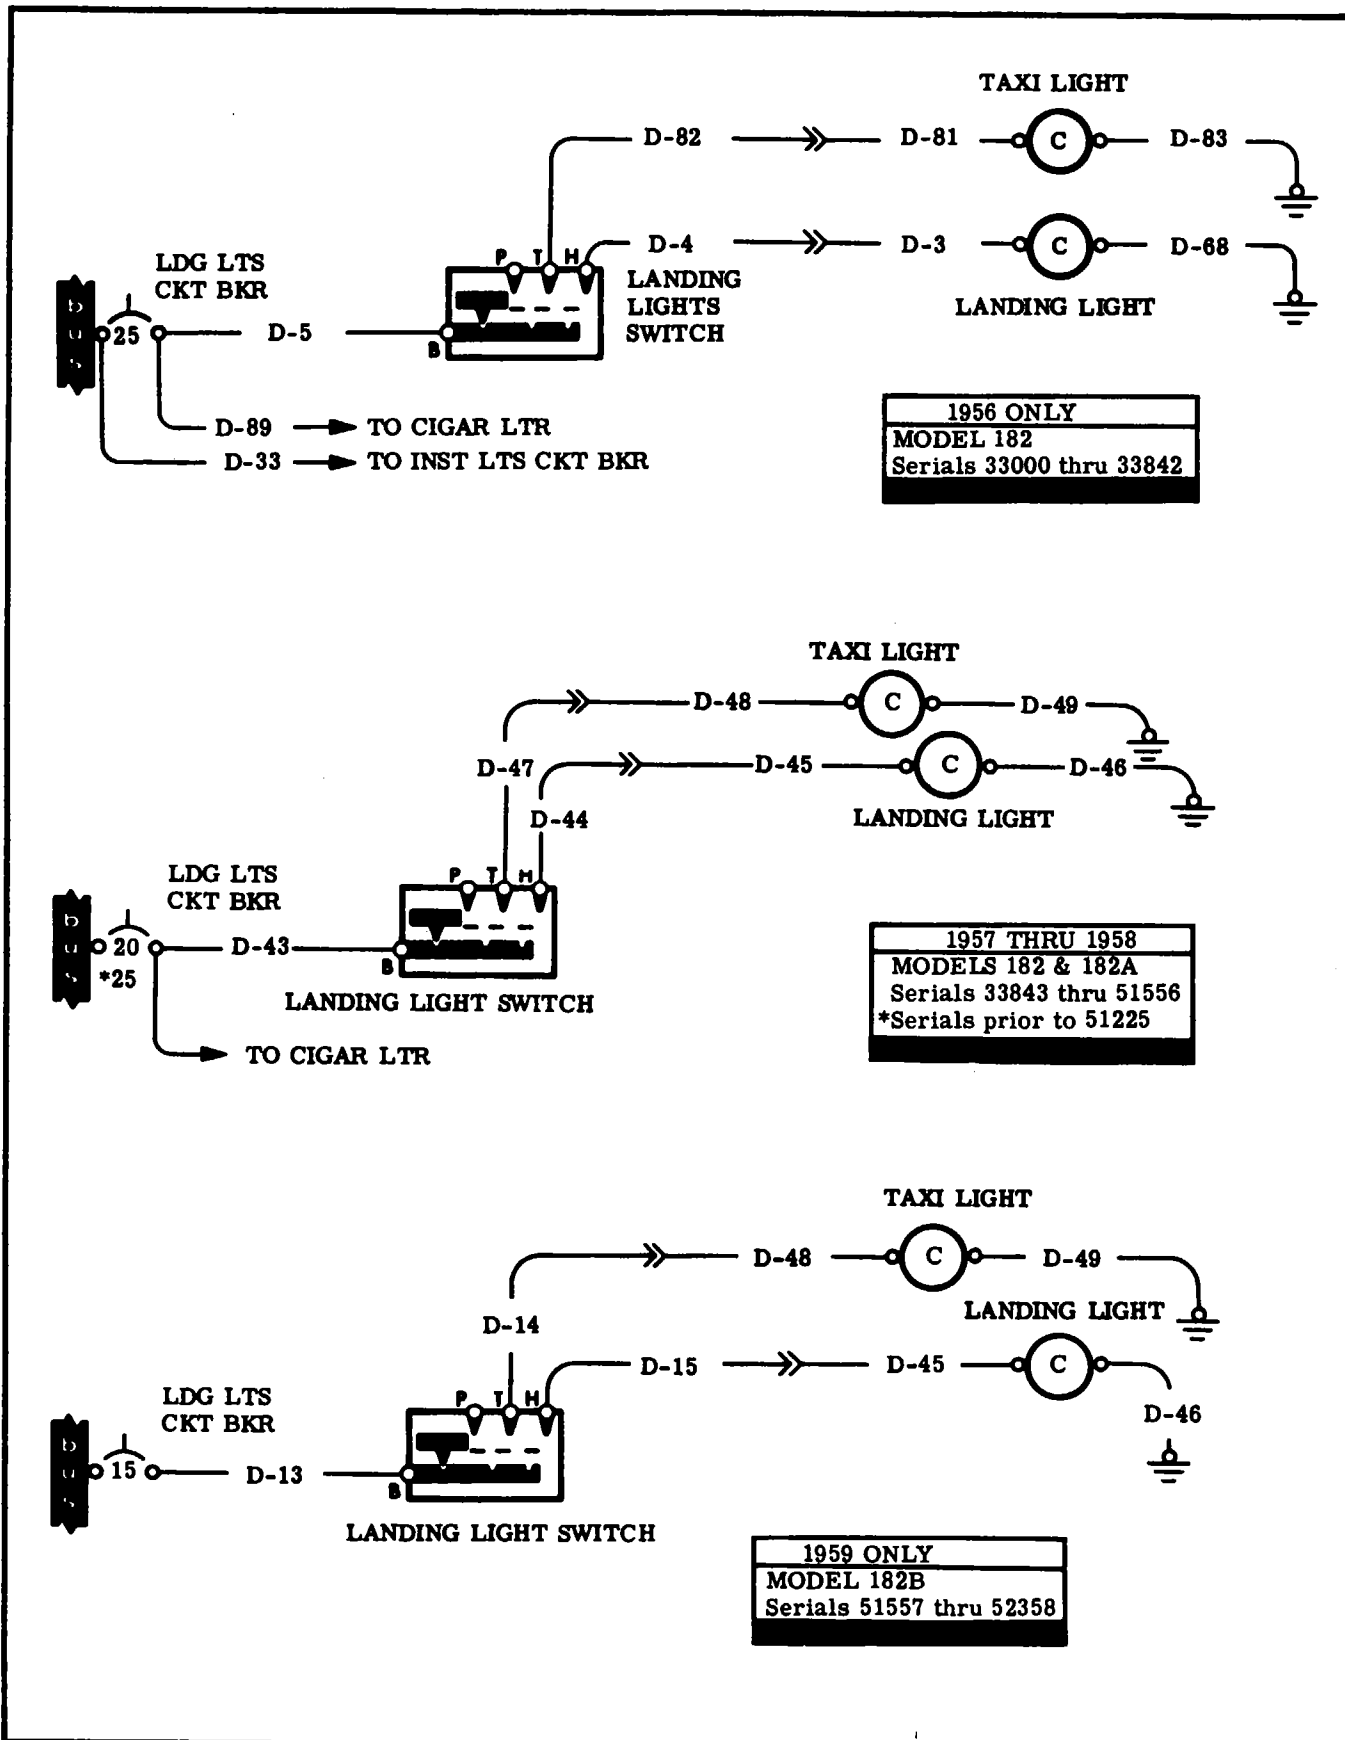 TAXI LIGHT
D-82
D-81
C
D-83
D-4
D-3
C
D-68
P T H
LDG LTS
CKT BKR
LANDING
LIGHTS
SWITCH
LANDING LIGHT
bus
25
D-5
B
D-89 TO CIGAR LTR
D-33 TO INST LTS CKT BKR
1956 ONLY
MODEL 182
Serials 33000 thru 33842
TAXI LIGHT
D-48
C
D-49
D-47
D-45
C
D-46
D-44
LANDING LIGHT
P T H
LDG LTS
CKT BKR
bus
20
*25
D-43
B
LANDING LIGHT SWITCH
TO CIGAR LTR
1957 THRU 1958
MODELS 182 & 182A
Serials 33843 thru 51556
*Serials prior to 51225
TAXI LIGHT
D-48
C
D-49
D-14
LANDING LIGHT
D-15
D-45
C
D-46
P T H
LDG LTS
CKT BKR
bus
15
D-13
B
LANDING LIGHT SWITCH
1959 ONLY
MODEL 182B
Serials 51557 thru 52358